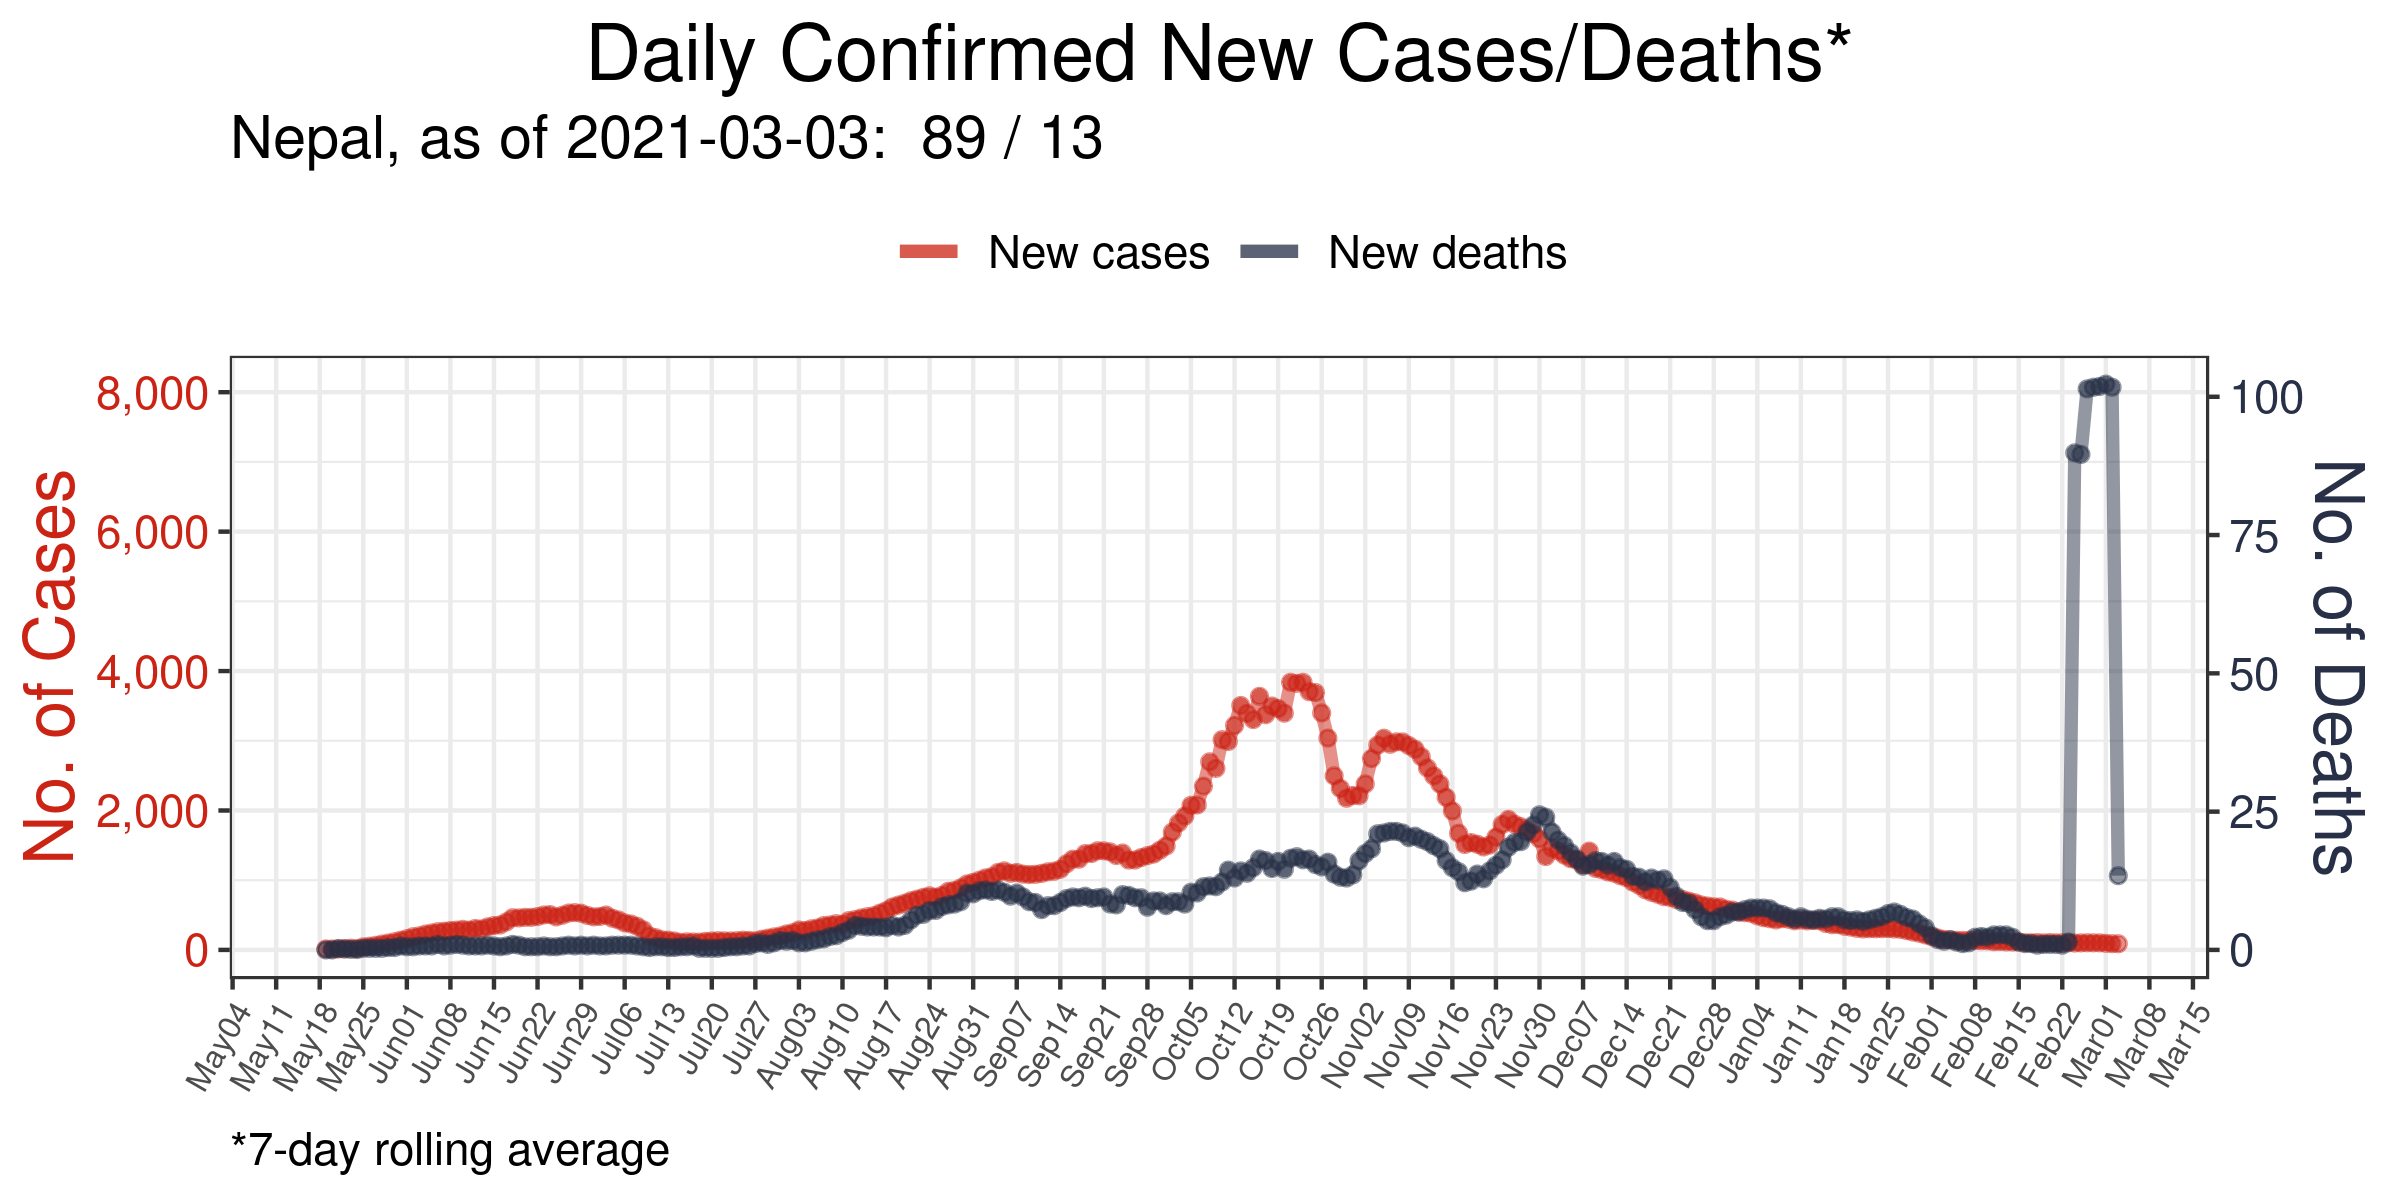 Daily Confirmed New Cases/Deaths*
Nepal, as of 2021-03-03:  89 / 13
New cases
New deaths
No. of Cases
8,000
6,000
4,000
2,000
0
100
75
50
25
0
No. of Deaths
May04
May11
May18
May25
Jun01
Jun08
Jun15
Jun22
Jun29
Jul06
Jul13
Jul20
Jul27
Aug03
Aug10
Aug17
Aug24
Aug31
Sep07
Sep14
Sep21
Sep28
Oct05
Oct12
Oct19
Oct26
Nov02
Nov09
Nov16
Nov23
Nov30
Dec07
Dec14
Dec21
Dec28
Jan04
Jan11
Jan18
Jan25
Feb01
Feb08
Feb15
Feb22
Mar01
Mar08
Mar15
*7-day rolling average